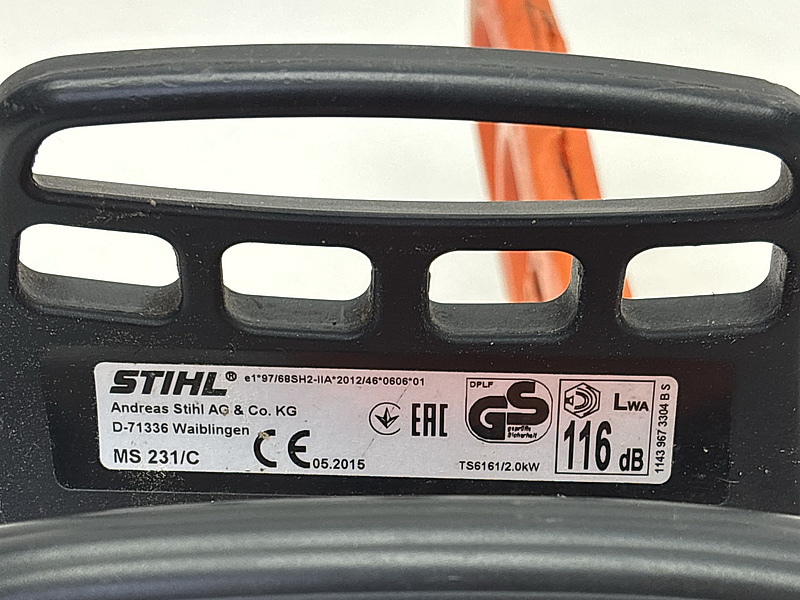 STIHL® e1*97/68SH2-IIA*2012/46*0606*01
Andreas Stihl AG & Co. KG
D-71336 Waiblingen
MS 231/C
CE 05.2015
EAC
TS6161/2.0kW
DPLF
GS
geprüfte
Sicherheit
LWA
116 dB
1143 967 3304 B S